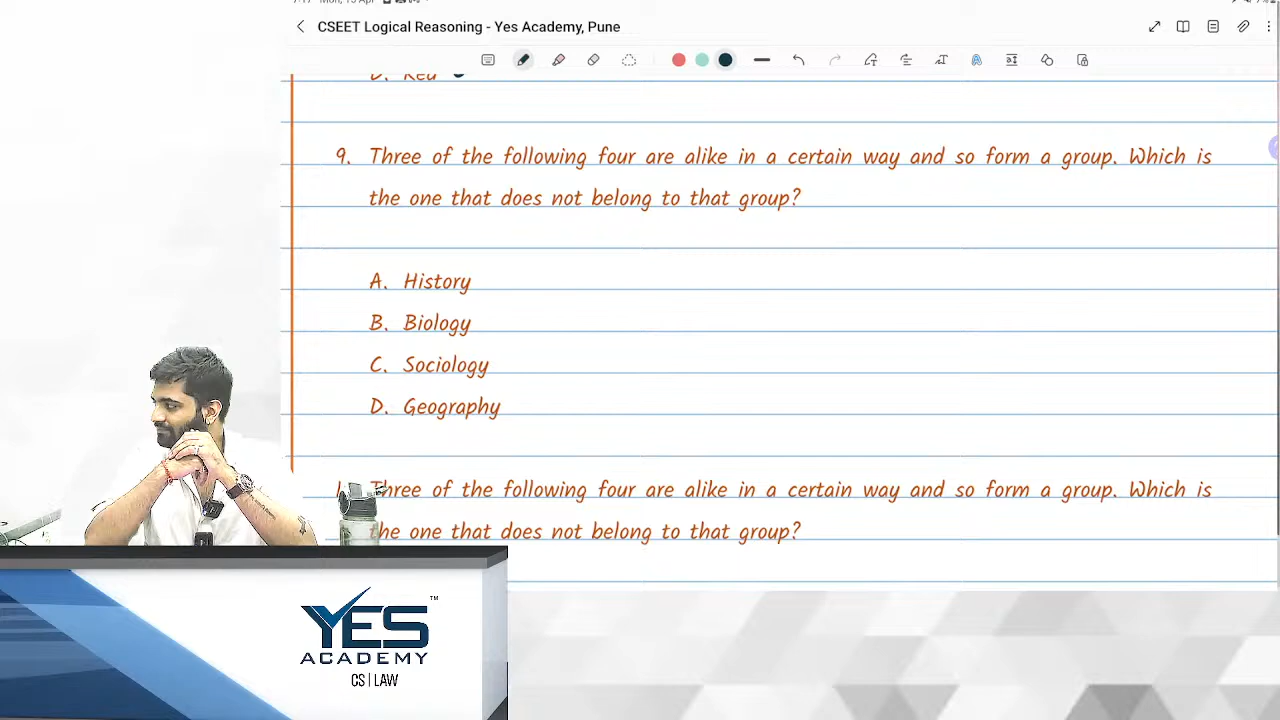 CSEET Logical Reasoning - Yes Academy, Pune
D. Red
9. Three of the following four are alike in a certain way and so form a group. Which is
the one that does not belong to that group?
A. History
B. Biology
C. Sociology
D. Geography
Three of the following four are alike in a certain way and so form a group. Which is
the one that does not belong to that group?
YES
TM
ACADEMY
CS | LAW